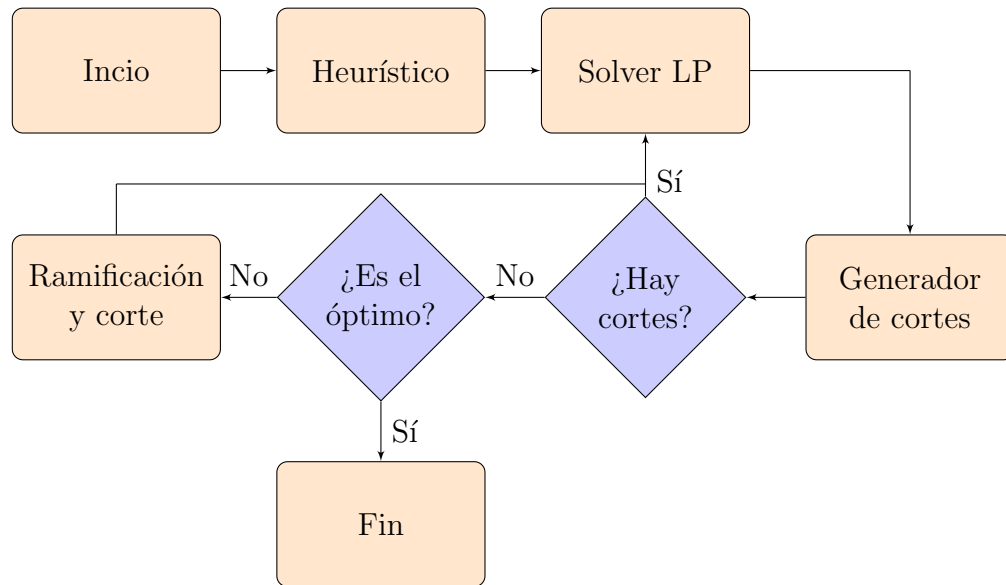 Incio
Heurístico
Solver LP
Sí
Ramificación
y corte
No
¿Es el
óptimo?
No
¿Hay
cortes?
Generador
de cortes
Sí
Fin